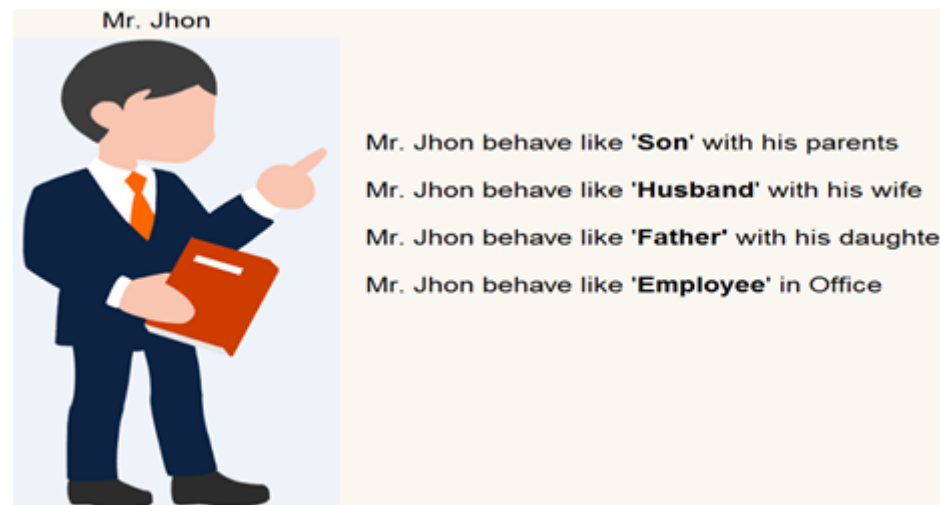 Mr. Jhon
Mr. Jhon behave like 'Son' with his parents
Mr. Jhon behave like 'Husband' with his wife
Mr. Jhon behave like 'Father' with his daughte
Mr. Jhon behave like 'Employee' in Office